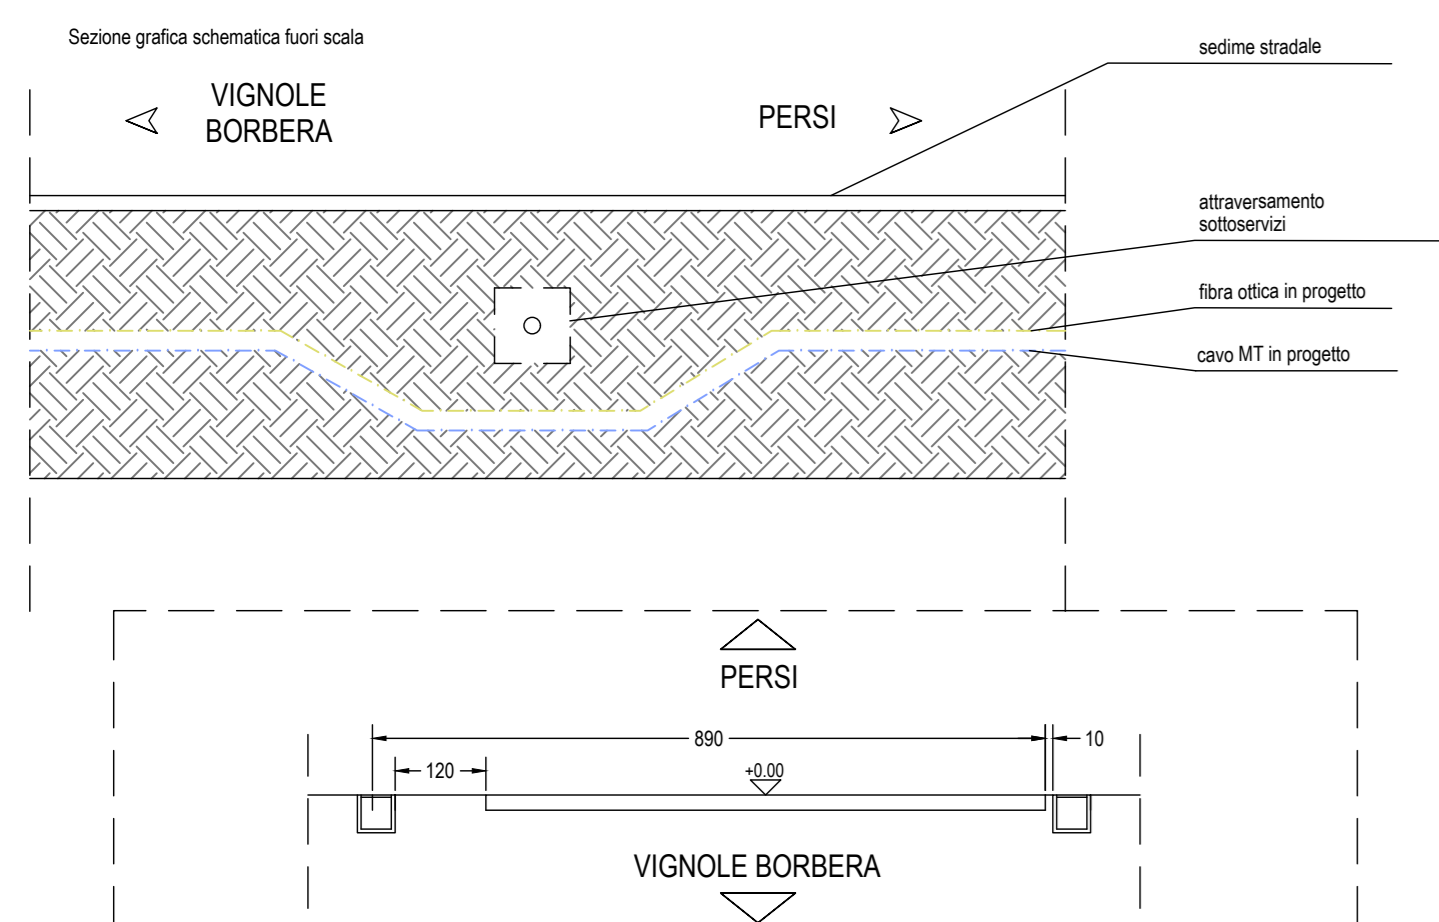 Sezione grafica schematica fuori scala
sedime stradale
VIGNOLE
BORBERA
PERSI
attraversamento
sottoservizi
fibra ottica in progetto
cavo MT in progetto
PERSI
890
10
120
+0.00
VIGNOLE BORBERA